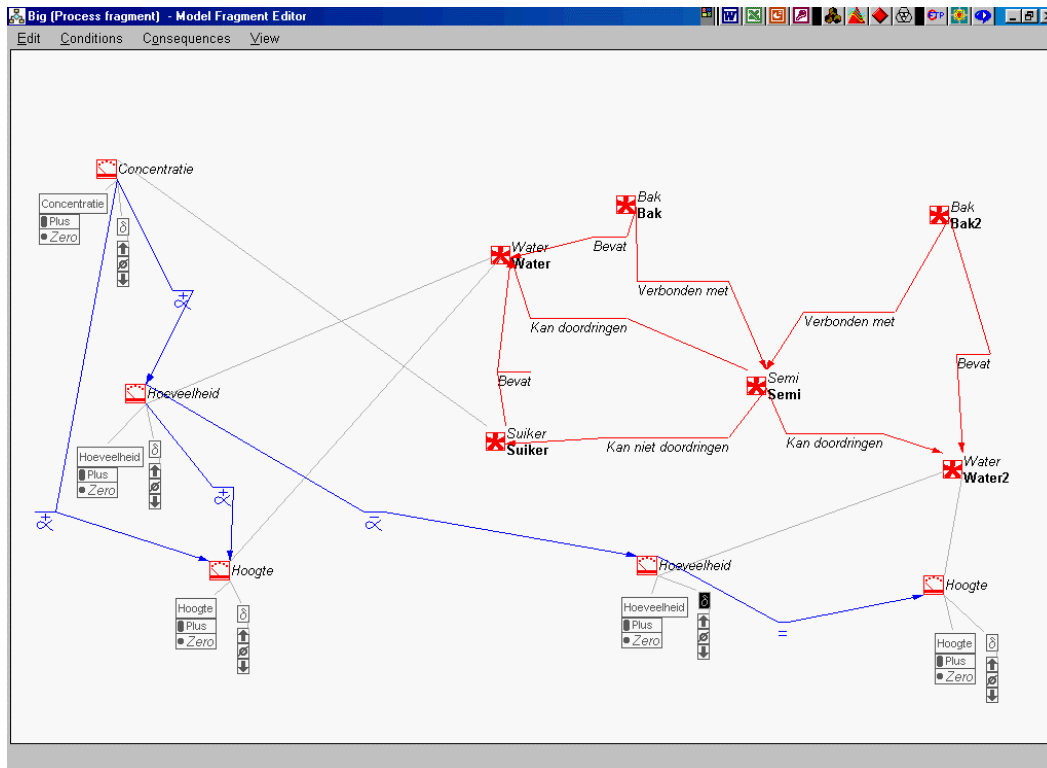 Big (Process fragment) - Model Fragment Editor
Edit Conditions Consequences View
Concentratie
Concentratie
Plus
Zero
δ
Bak
Bak
Bak
Bak2
Water
Water
Bevat
Verbonden met
Verbonden met
Kan doordringen
Bevat
Bevat
Semi
Semi
Hoeveelheid
Hoeveelheid
Plus
Zero
δ
Suiker
Suiker
Kan niet doordringen
Kan doordringen
Water
Water2
Hoogte
Hoogte
Plus
Zero
δ
Hoeveelheid
Hoeveelheid
Plus
Zero
δ
=
Hoogte
Hoogte
Plus
Zero
δ